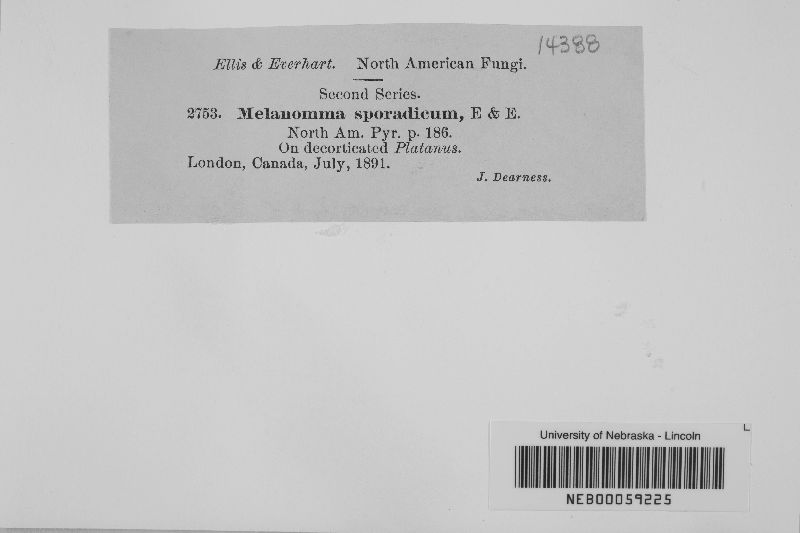 14388
Ellis & Everhart. North American Fungi.
Second Series.
2753. Melanomma sporadicum, E & E.
North Am. Pyr. p. 186.
On decorticated Platanus.
London, Canada, July, 1891.
J. Dearness.
University of Nebraska - Lincoln
NEB00059225